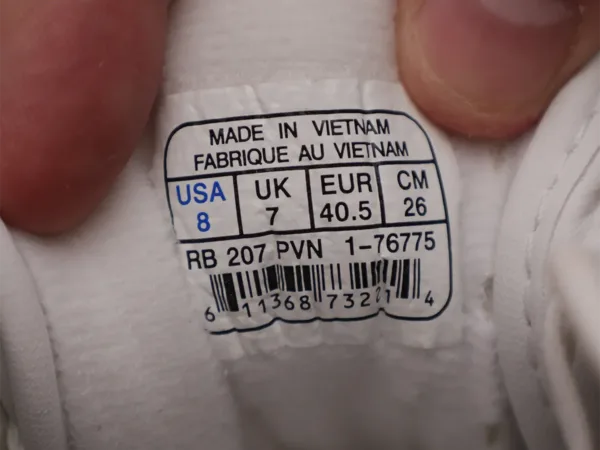 MADE IN VIETNAM
FABRIQUE AU VIETNAM
USA UK EUR CM
8 7 40.5 26
RB 207 PVN 1-76775
6 11368 73221 4